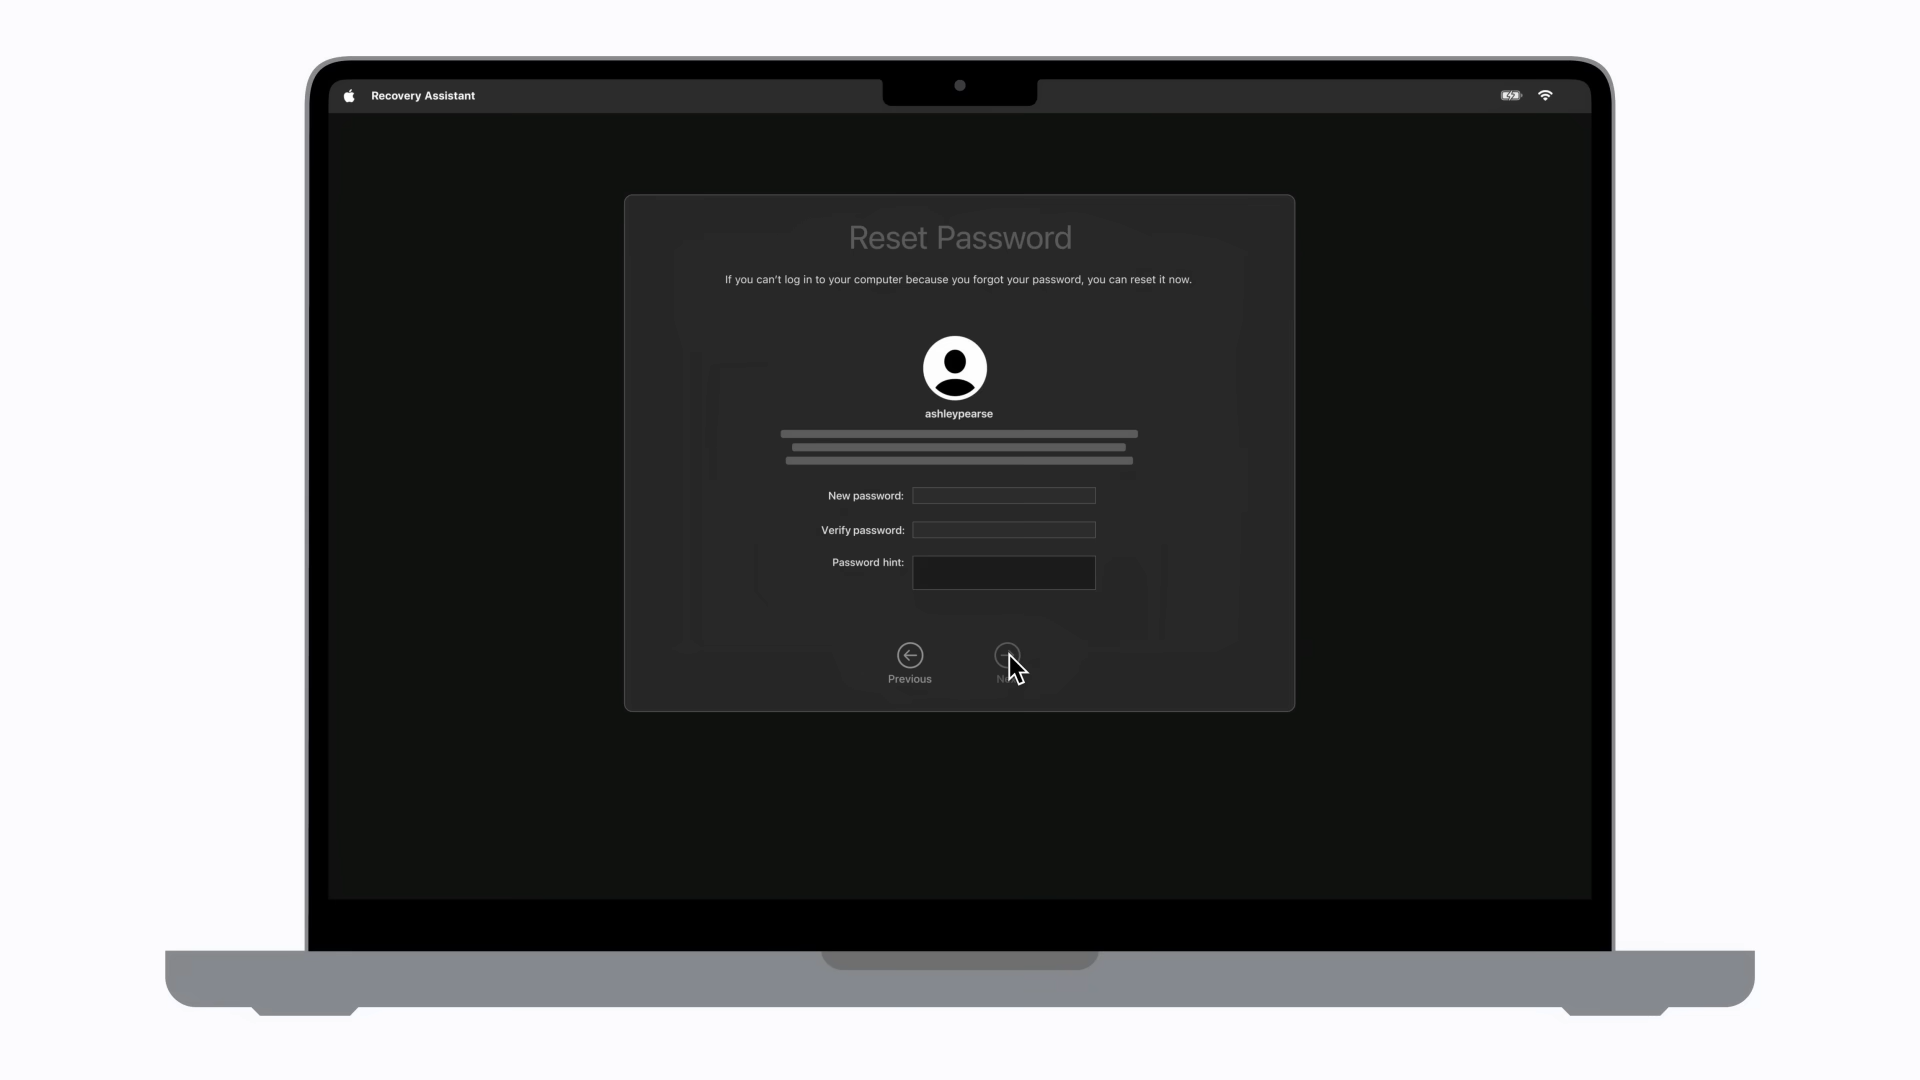 Recovery Assistant
Reset Password
If you can't log in to your computer because you forgot your password, you can reset it now.
ashleypearse
New password:
Verify password:
Password hint:
Previous